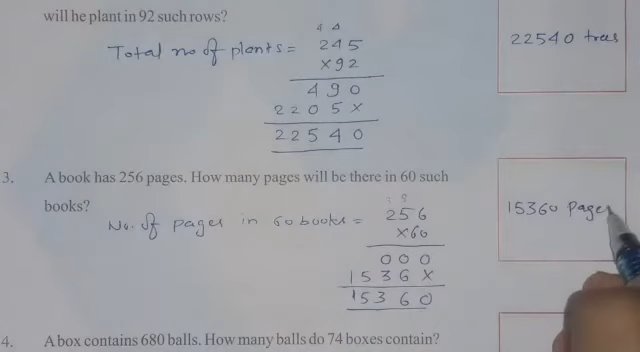 will he plant in 92 such rows?
4 4
Total no of plants = 245
×92
490
2205×
22540
22540 trees
3. A book has 256 pages. How many pages will be there in 60 such
books?
No. of pages in 60 books = 256
×60
000
1536×
15360
15360 Pages
4. A box contains 680 balls. How many balls do 74 boxes contain?